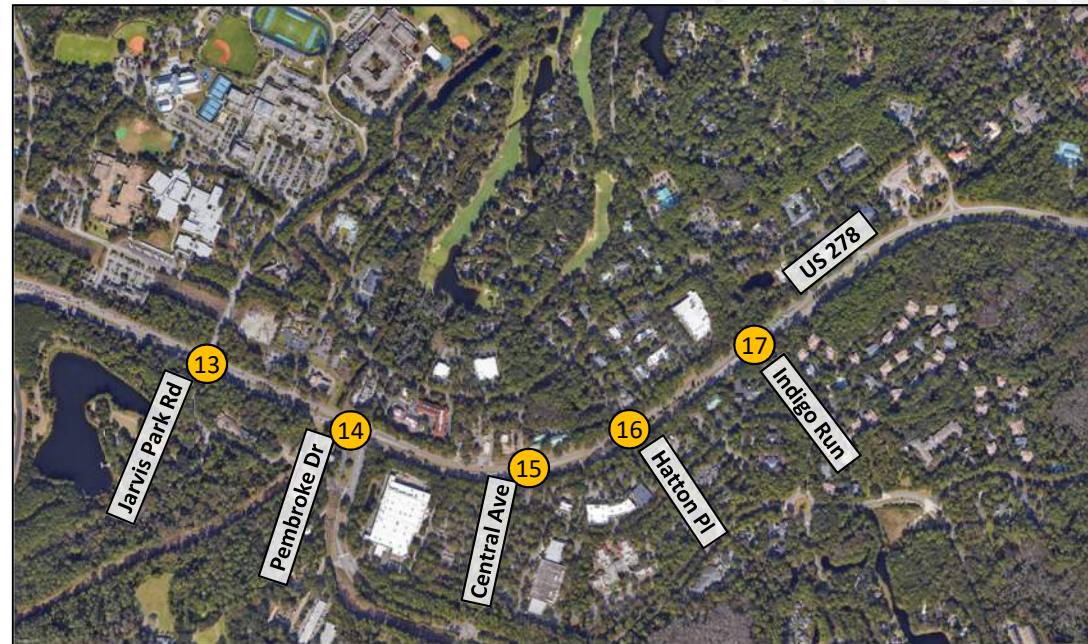 13
Jarvis Park Rd
14
Pembroke Dr
15
Central Ave
16
Hatton Pl
17
Indigo Run
US 278